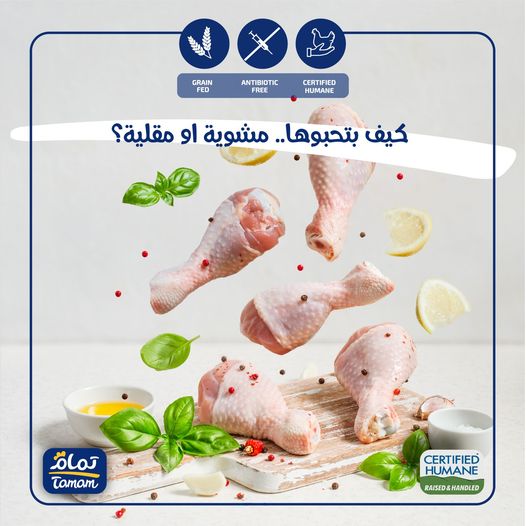 GRAIN
FED
ANTIBIOTIC
FREE
CERTIFIED
HUMANE
كيف بتحبوها.. مشوية او مقلية؟
تمام
Tamam
CERTIFIED
HUMANE
RAISED & HANDLED